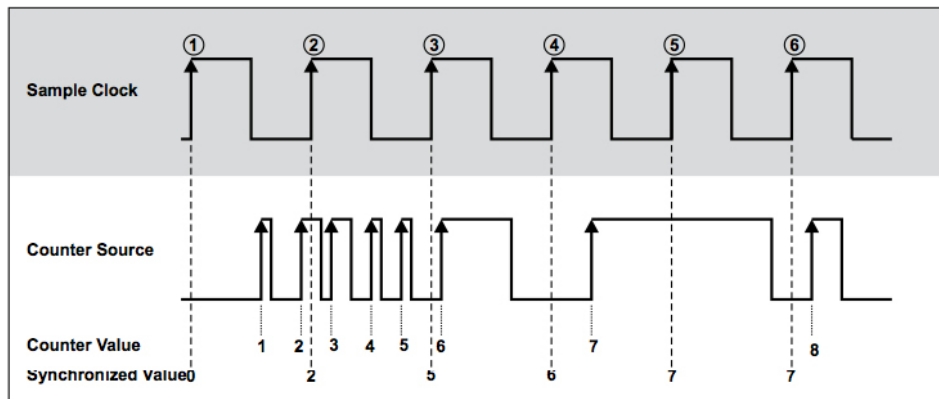 ① ② ③ ④ ⑤ ⑥
Sample Clock
Counter Source
Counter Value 1 2 3 4 5 6 7 8
Synchronized Value 0 2 5 6 7 7